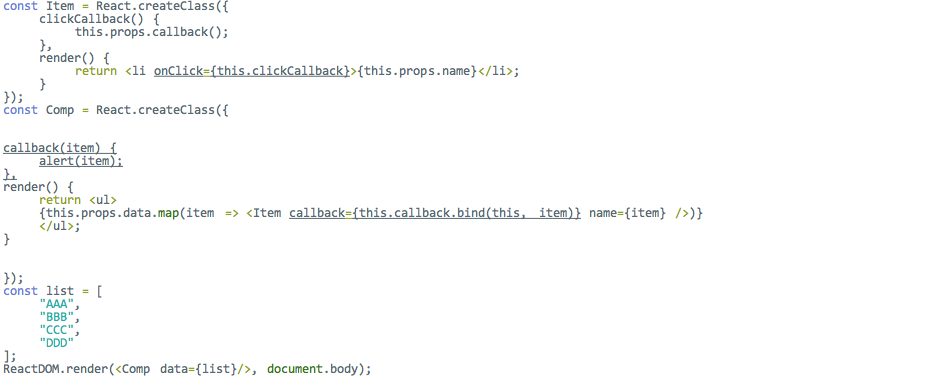 const Item = React.createClass({
clickCallback() {
this.props.callback();
},
render() {
return <li onClick={this.clickCallback}>{this.props.name}</li>;
}
});
const Comp = React.createClass({
callback(item) {
alert(item);
},
render() {
return <ul>
{this.props.data.map(item => <Item callback={this.callback.bind(this, item)} name={item} />)}
</ul>;
}
});
const list = [
"AAA",
"BBB",
"CCC",
"DDD"
];
ReactDOM.render(<Comp data={list}/>, document.body);